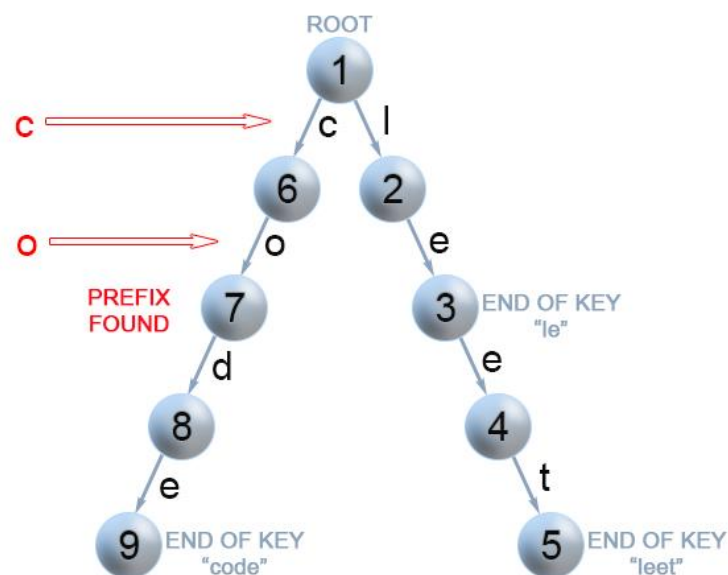 ROOT
1
c
c
l
6
2
o
o
e
PREFIX
FOUND
7
3
END OF KEY
"le"
d
e
8
4
e
t
9
END OF KEY
"code"
5
END OF KEY
"leet"